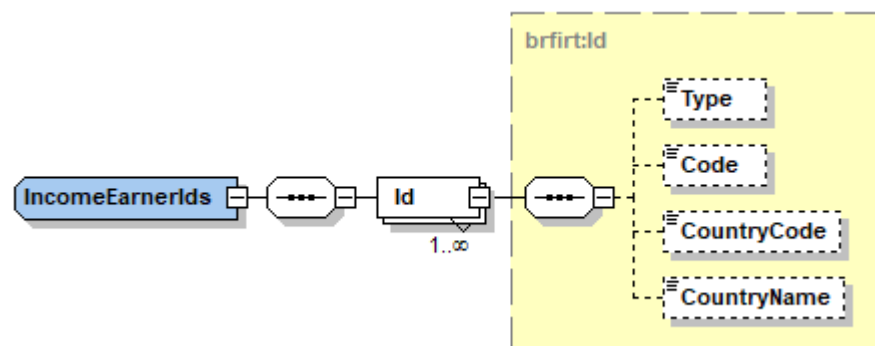 brfirt:Id
Type
Code
IncomeEarnerIds
Id
CountryCode
1..∞
CountryName